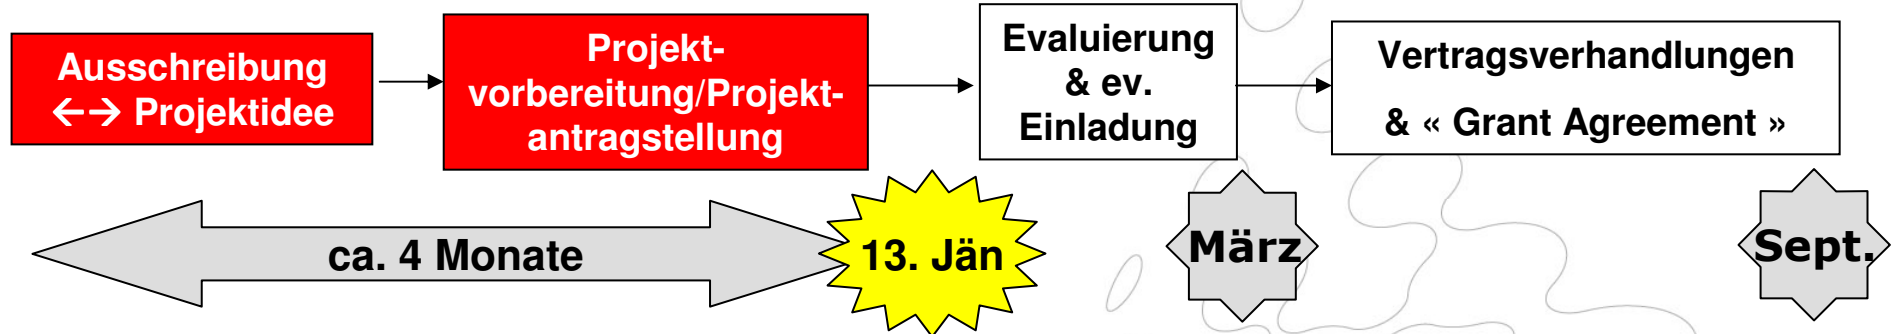 Ausschreibung
←→ Projektidee
Projekt-
vorbereitung/Projekt-
antragstellung
Evaluierung
& ev.
Einladung
Vertragsverhandlungen
& « Grant Agreement »
ca. 4 Monate
13. Jän
März
Sept.